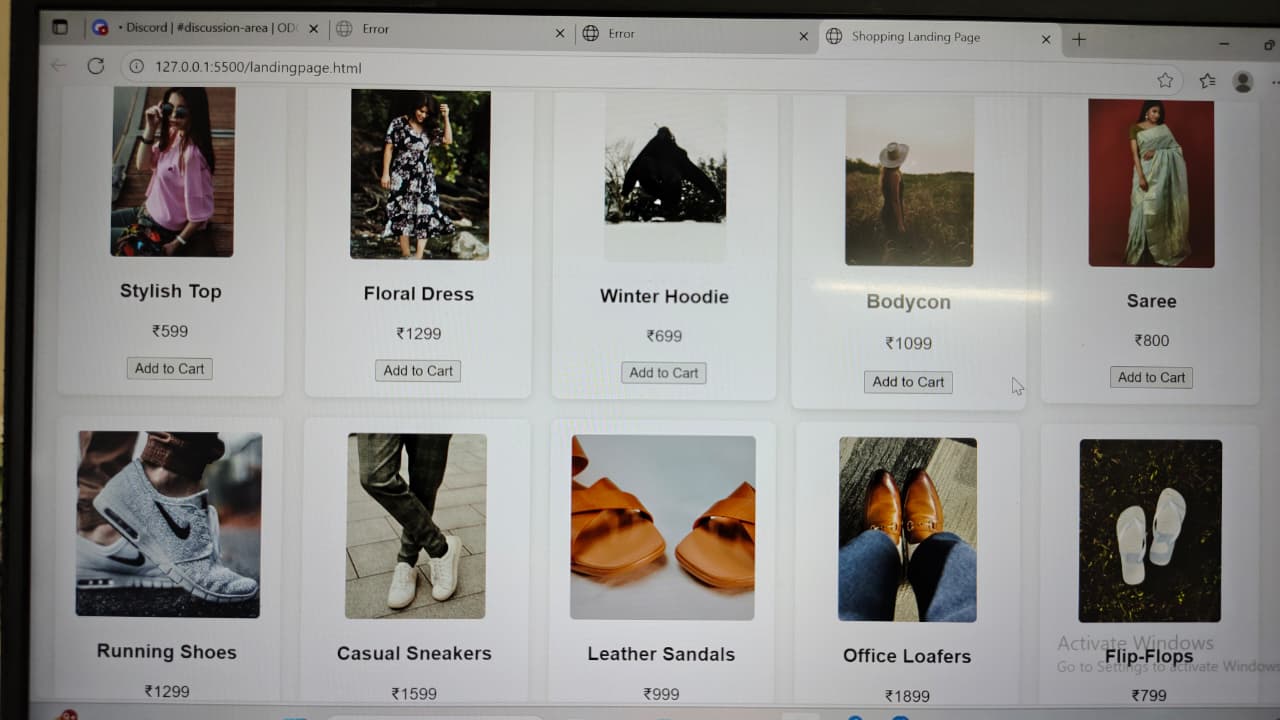 • Discord | #discussion-area | OD
Error
Error
Shopping Landing Page
127.0.0.1:5500/landingpage.html
Stylish Top
Floral Dress
Winter Hoodie
Bodycon
Saree
₹599
₹1299
₹699
₹1099
₹800
Add to Cart
Add to Cart
Add to Cart
Add to Cart
Add to Cart
Running Shoes
Casual Sneakers
Leather Sandals
Office Loafers
Flip-Flops
₹1299
₹1599
₹999
₹1899
₹799
Activate Windows
Go to Settings to activate Windows